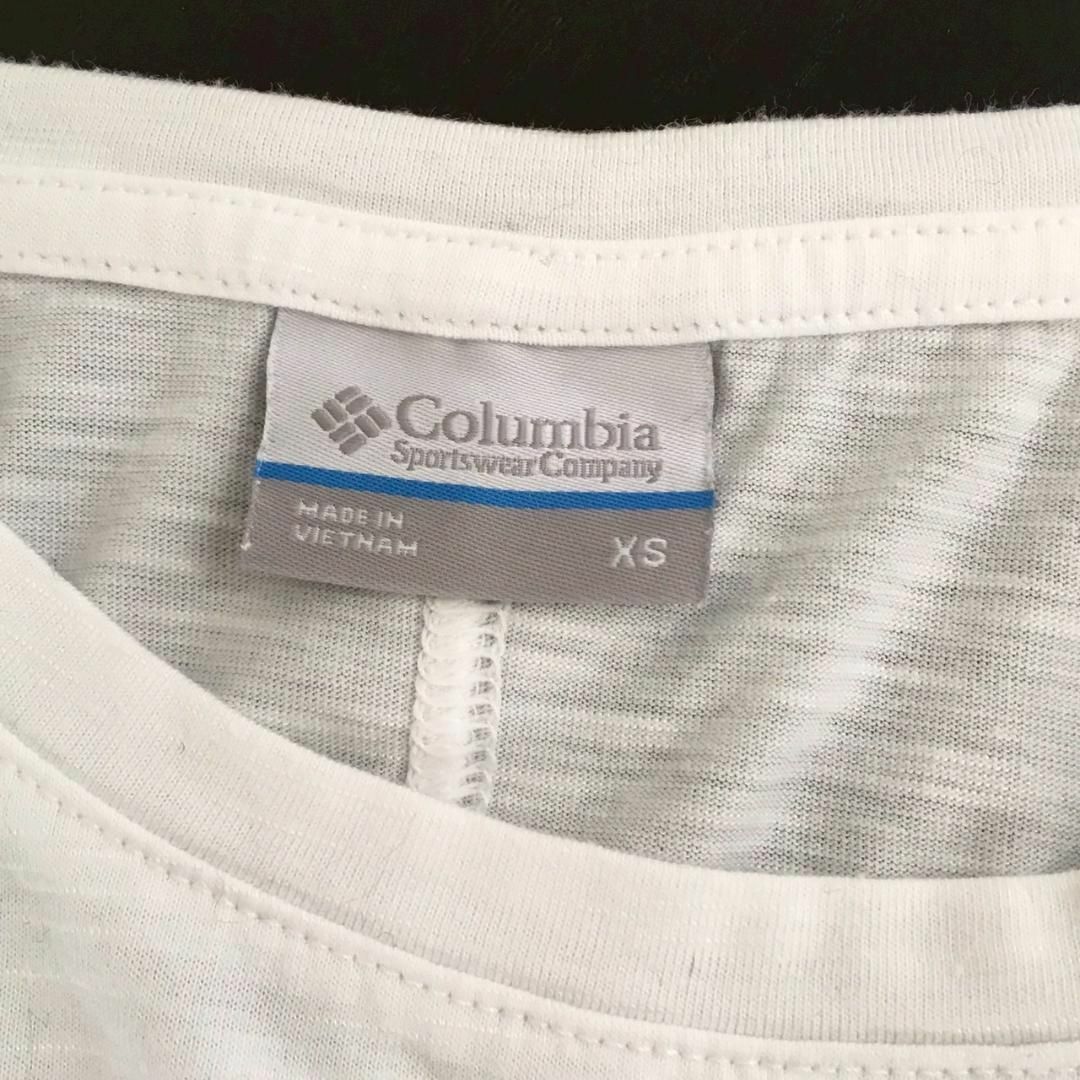 Columbia
Sportswear Company
MADE IN
VIETNAM
XS